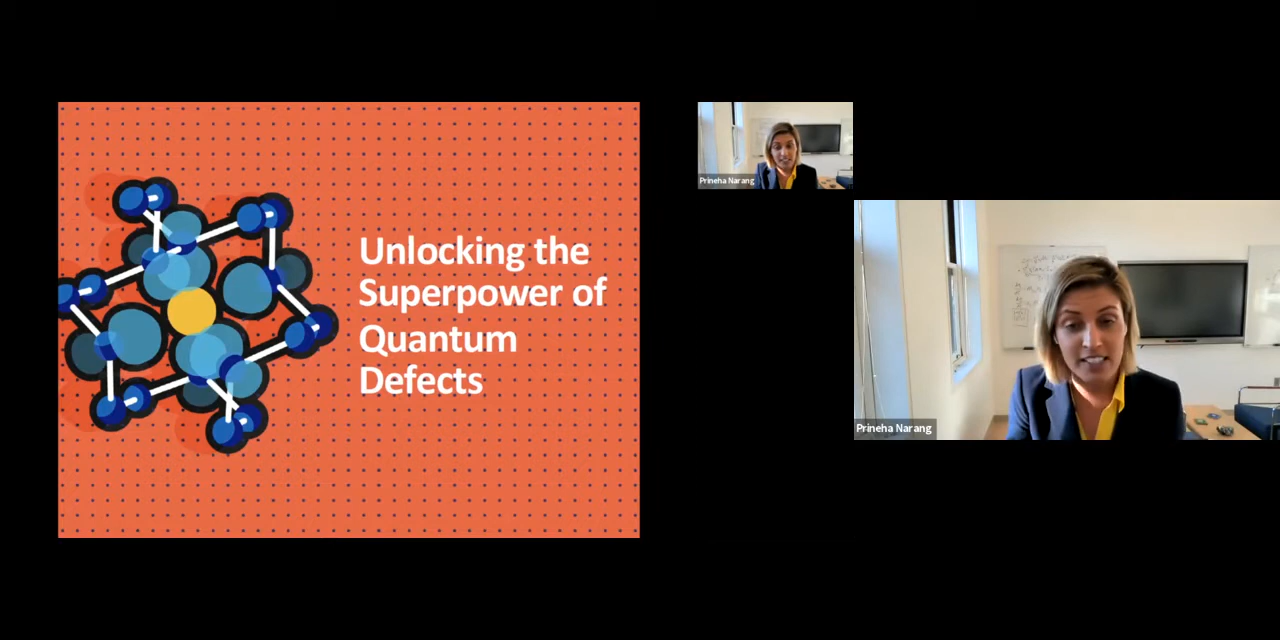 Unlocking the
Superpower of
Quantum
Defects
Prineha Narang
Prineha Narang